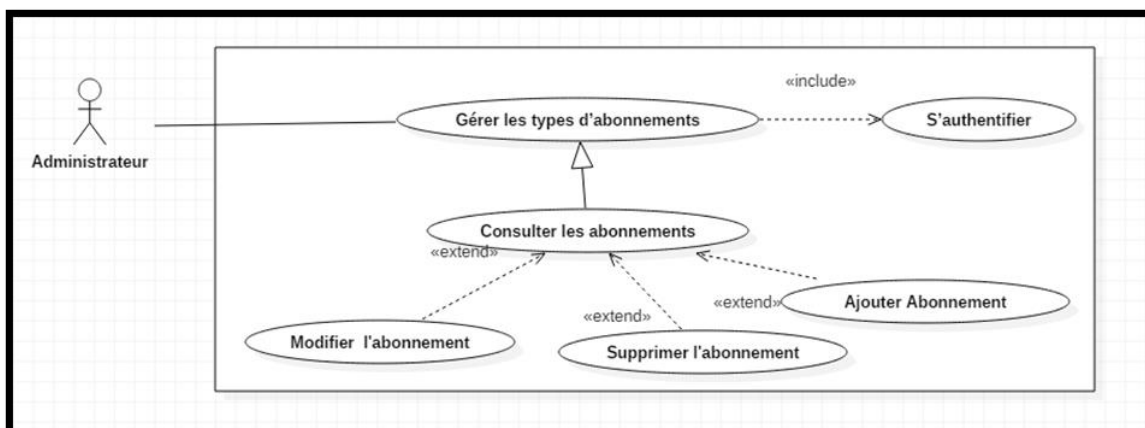 «include»
Gérer les types d'abonnements
S'authentifier
Administrateur
Consulter les abonnements
«extend»
«extend»
Ajouter Abonnement
«extend»
Modifier l'abonnement
Supprimer l'abonnement